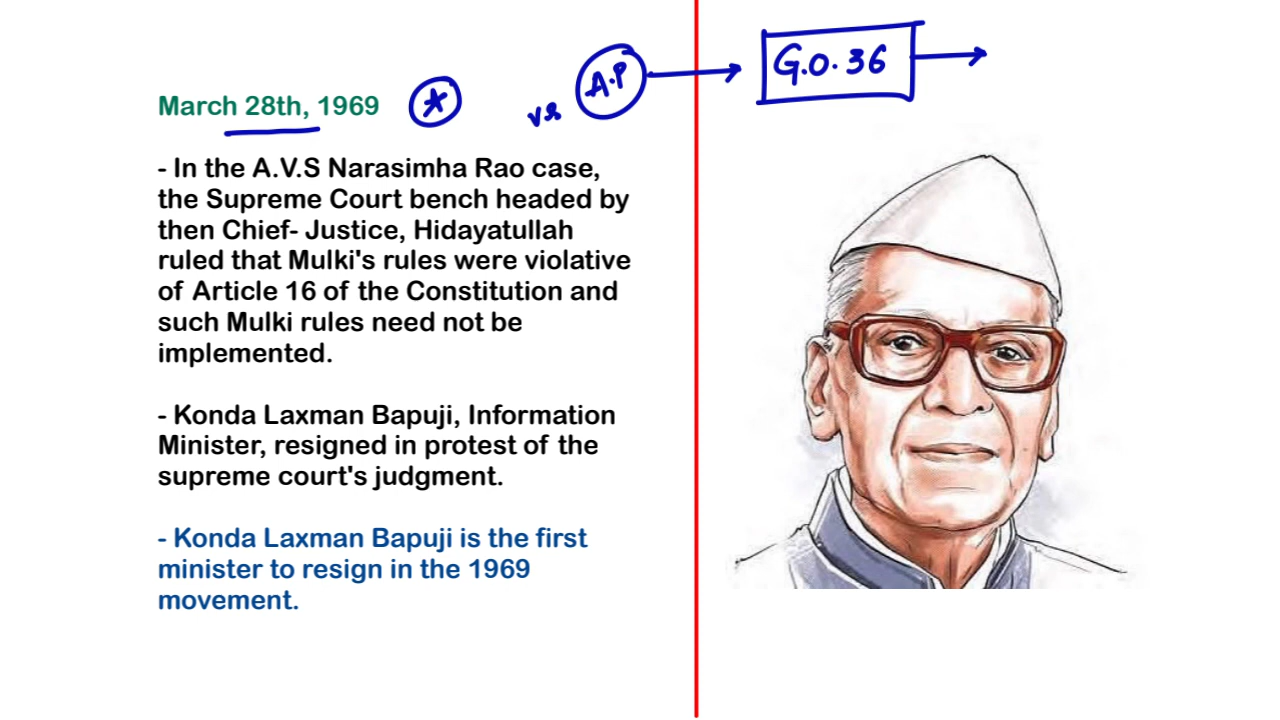 March 28th, 1969
vs A.P
G.O. 36
- In the A.V.S Narasimha Rao case,
the Supreme Court bench headed by
then Chief- Justice, Hidayatullah
ruled that Mulki's rules were violative
of Article 16 of the Constitution and
such Mulki rules need not be
implemented.
- Konda Laxman Bapuji, Information
Minister, resigned in protest of the
supreme court's judgment.
- Konda Laxman Bapuji is the first
minister to resign in the 1969
movement.